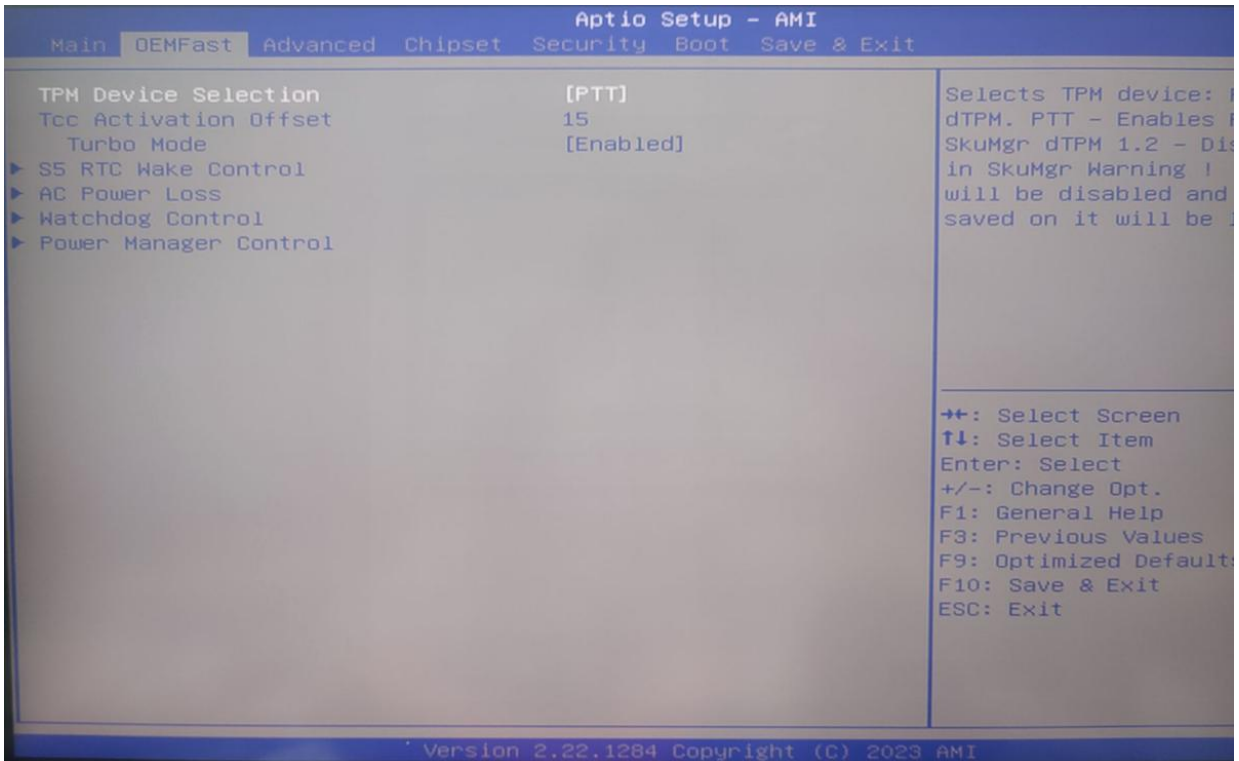 Aptio Setup - AMI
Main OEMFast Advanced Chipset Security Boot Save & Exit
TPM Device Selection [PTT]
Tcc Activation Offset 15
Turbo Mode [Enabled]
► S5 RTC Wake Control
► AC Power Loss
► Watchdog Control
► Power Manager Control
Selects TPM device:
dTPM. PTT - Enables
SkuMgr dTPM 1.2 -
in SkuMgr Warning !
will be disabled and
saved on it will be
→←: Select Screen
↑↓: Select Item
Enter: Select
+/-: Change Opt.
F1: General Help
F3: Previous Values
F9: Optimized Defaults
F10: Save & Exit
ESC: Exit
Version 2.22.1284 Copyright (C) 2023 AMI